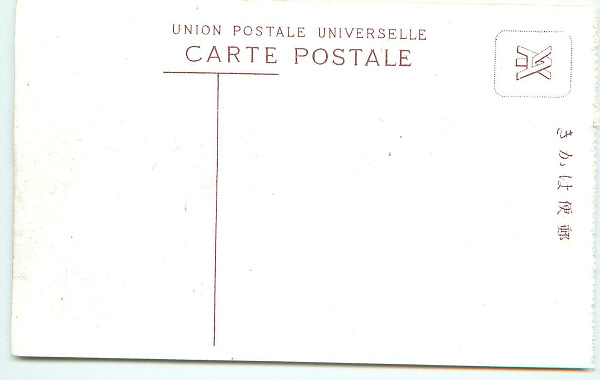 UNION POSTALE UNIVERSELLE
CARTE POSTALE
郵便はかき